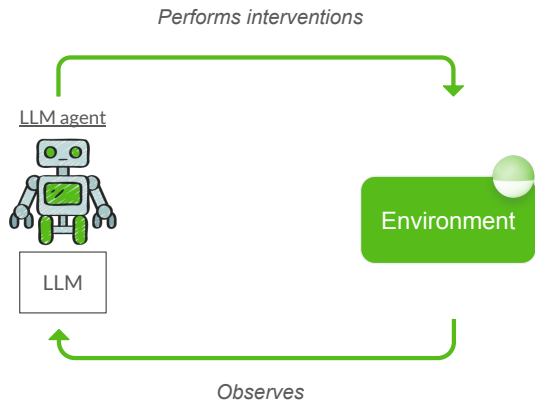 Performs interventions
LLM agent
Environment
LLM
Observes